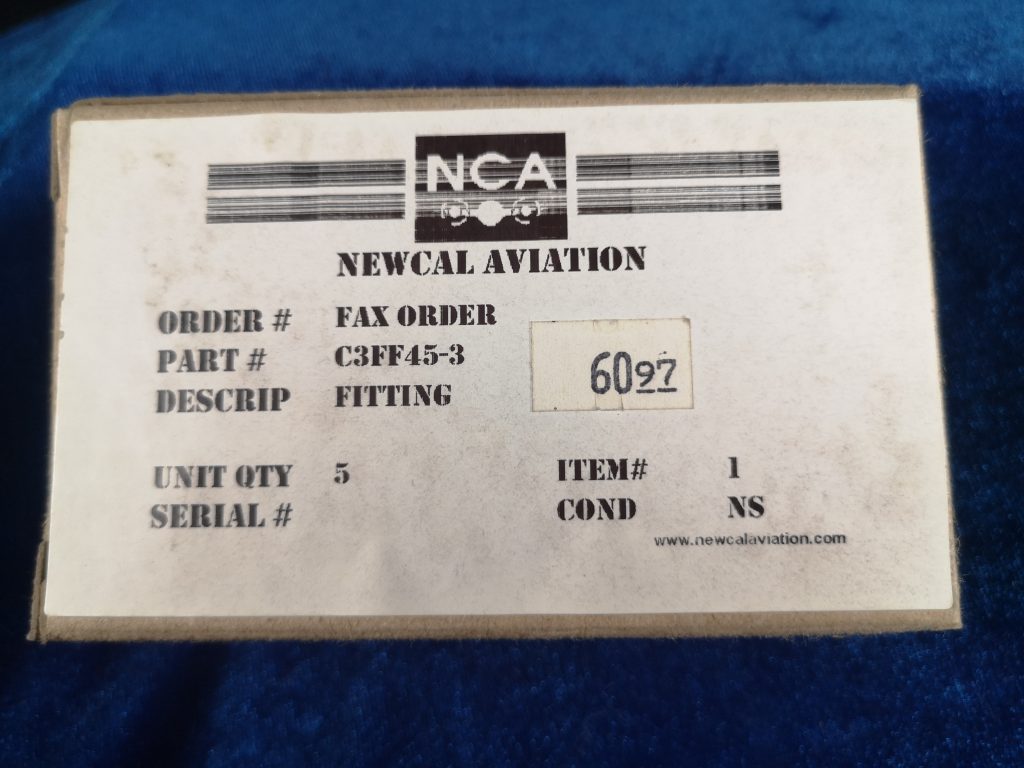 NCA
NEWCAL AVIATION
ORDER # FAX ORDER
PART # C3FF45-3
DESCRIP FITTING
6097
UNIT QTY 5 ITEM# 1
SERIAL # COND NS
www.newcalaviation.com